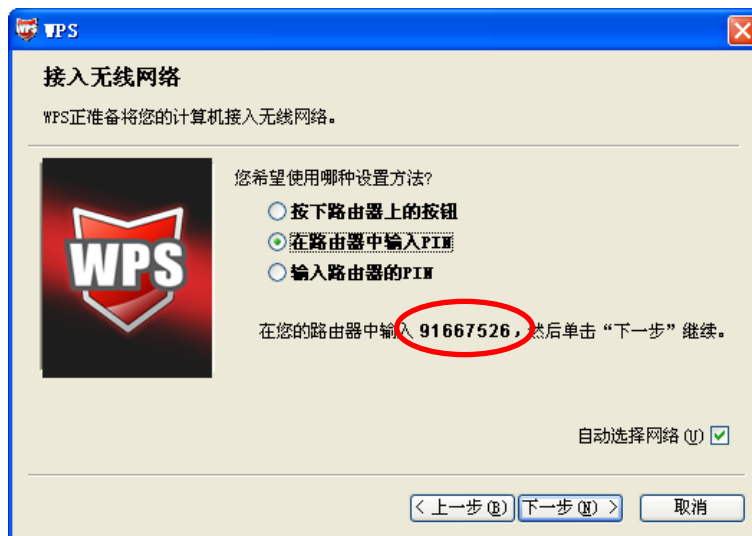 WPS
接入无线网络
WPS正准备将您的计算机接入无线网络。
WPS
您希望使用哪种设置方法?
按下路由器上的按钮
在路由器中输入PIN
输入路由器的PIN
在您的路由器中输入 91667526，然后单击“下一步”继续。
自动选择网络(U)
< 上一步(B) 下一步(N) > 取消